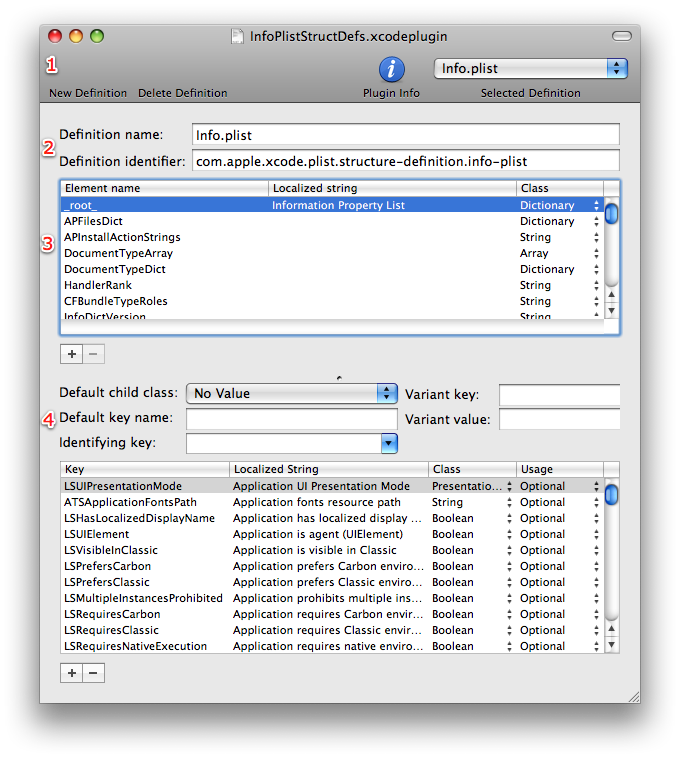 InfoPlistStructDefs.xcodeplugin
1
Info.plist
New Definition Delete Definition Plugin Info Selected Definition
2
Definition name: Info.plist
Definition identifier: com.apple.xcode.plist.structure-definition.info-plist
3
Element name Localized string Class
_root_ Information Property List Dictionary
APFilesDict Dictionary
APInstallActionStrings String
DocumentTypeArray Array
DocumentTypeDict Dictionary
HandlerRank String
CFBundleTypeRoles String
InfoDictVersion String
+ −
Default child class: No Value Variant key:
4
Default key name: Variant value:
Identifying key:
Key Localized String Class Usage
LSUIPresentationMode Application UI Presentation Mode Presentatio... Optional
ATSApplicationFontsPath Application fonts resource path String Optional
LSHasLocalizedDisplayName Application has localized display ... Boolean Optional
LSUIElement Application is agent (UIElement) Boolean Optional
LSVisibleInClassic Application is visible in Classic Boolean Optional
LSPrefersCarbon Application prefers Carbon enviro... Boolean Optional
LSPrefersClassic Application prefers Classic enviro... Boolean Optional
LSMultipleInstancesProhibited Application prohibits multiple ins... Boolean Optional
LSRequiresCarbon Application requires Carbon envir... Boolean Optional
LSRequiresClassic Application requires Classic envir... Boolean Optional
LSRequiresNativeExecution Application requires native enviro... Boolean Optional
+ −